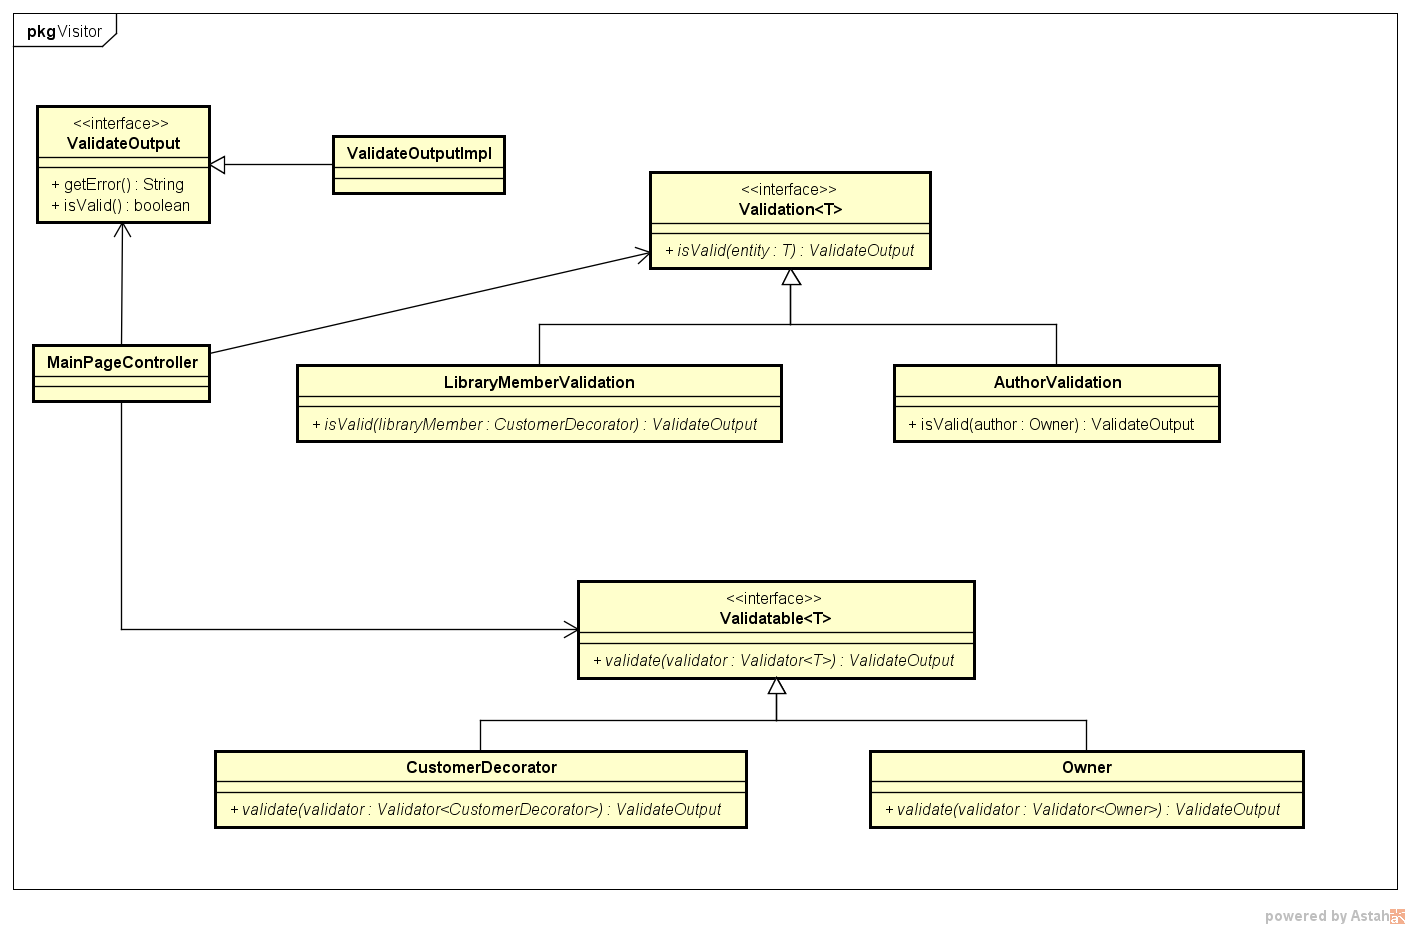 pkg Visitor
<<interface>>
ValidateOutput
+ getError() : String
+ isValid() : boolean
ValidateOutputImpl
<<interface>>
Validation<T>
+ isValid(entity : T) : ValidateOutput
MainPageController
LibraryMemberValidation
+ isValid(libraryMember : CustomerDecorator) : ValidateOutput
AuthorValidation
+ isValid(author : Owner) : ValidateOutput
<<interface>>
Validatable<T>
+ validate(validator : Validator<T>) : ValidateOutput
CustomerDecorator
+ validate(validator : Validator<CustomerDecorator>) : ValidateOutput
Owner
+ validate(validator : Validator<Owner>) : ValidateOutput
powered by Astah